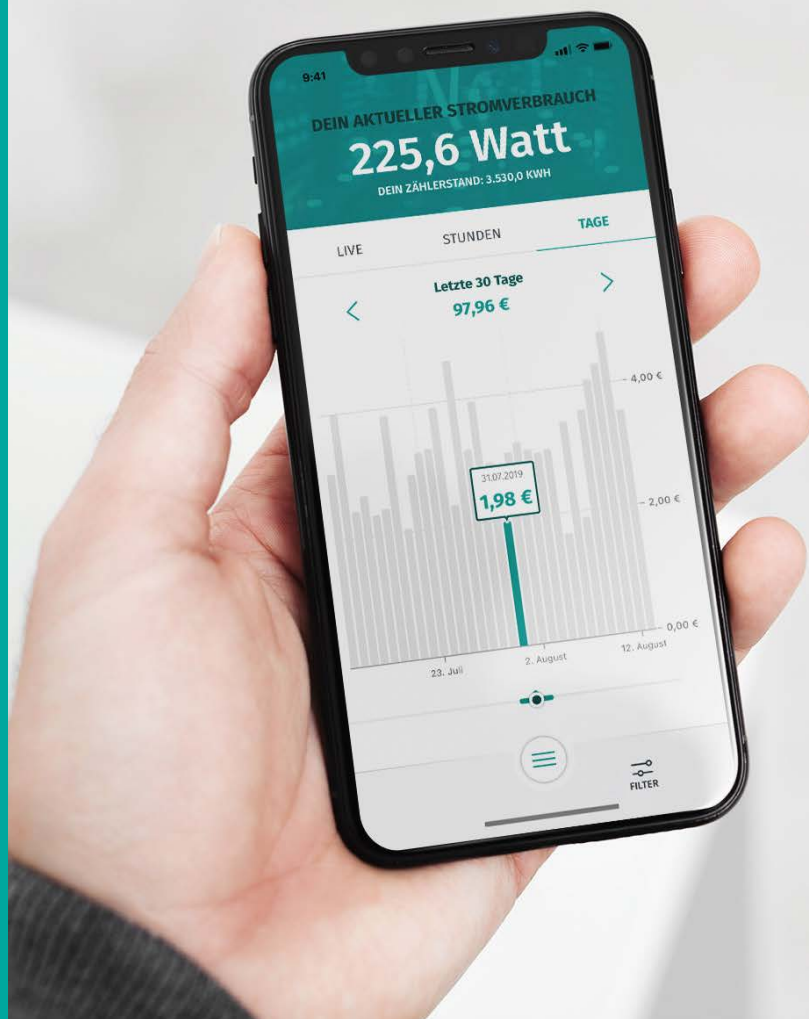 9:41
DEIN AKTUELLER STROMVERBRAUCH
225,6 Watt
DEIN ZÄHLERSTAND: 3.530,0 KWH
LIVE
STUNDEN
TAGE
Letzte 30 Tage
97,96 €
4,00 €
31.07.2019
1,98 €
2,00 €
0,00 €
23. Juli
2. August
12. August
FILTER